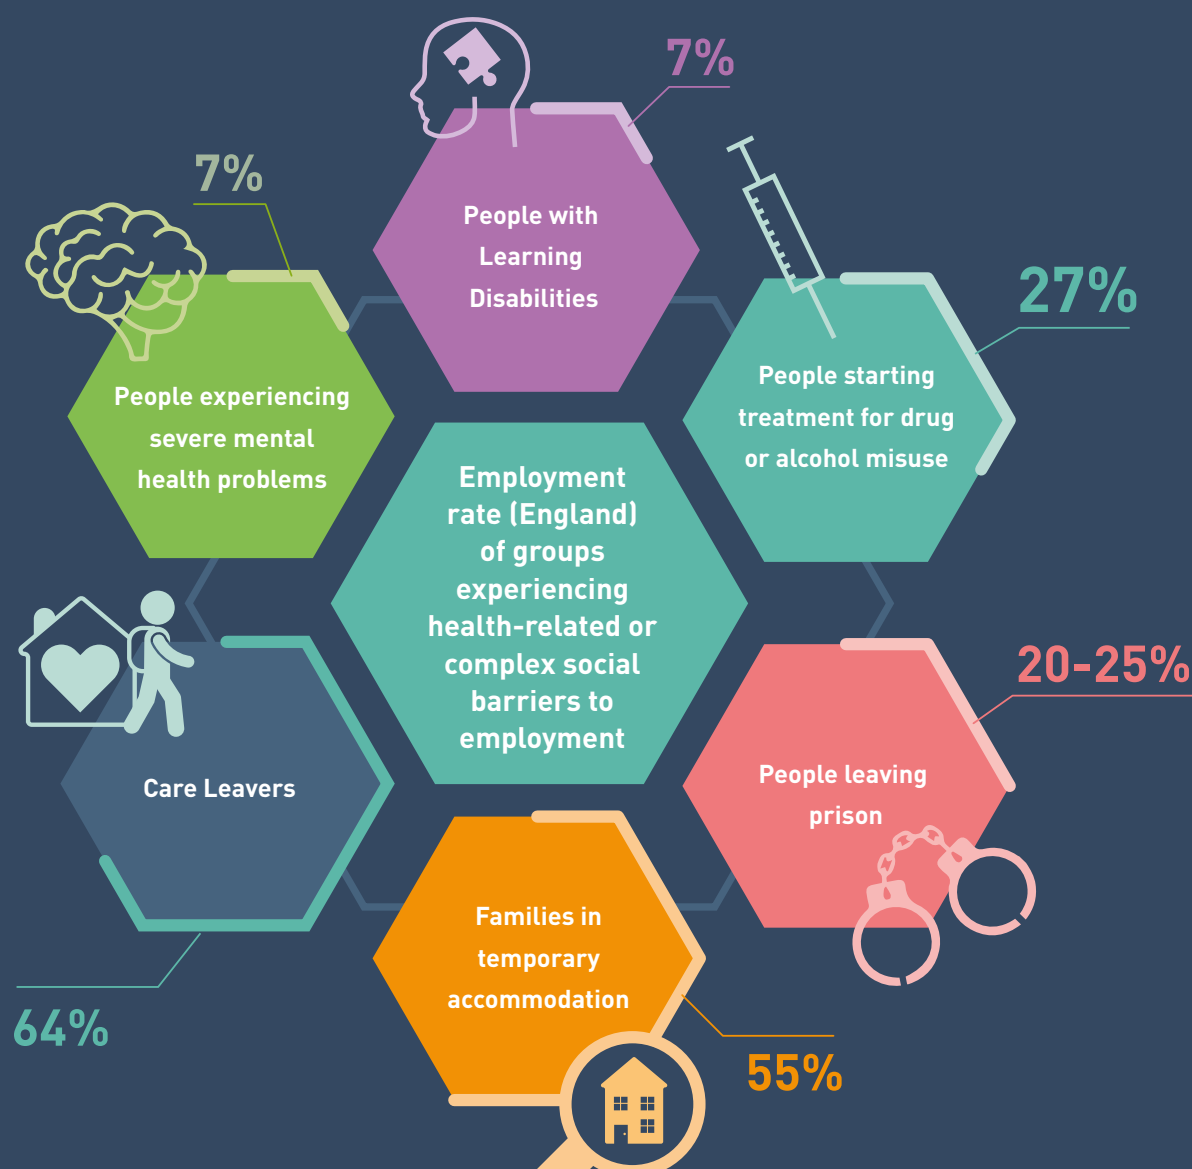 7%
People with
Learning
Disabilities
7%
People experiencing
severe mental
health problems
27%
People starting
treatment for drug
or alcohol misuse
Employment
rate (England)
of groups
experiencing
health-related or
complex social
barriers to
employment
20-25%
People leaving
prison
Care Leavers
64%
Families in
temporary
accommodation
55%